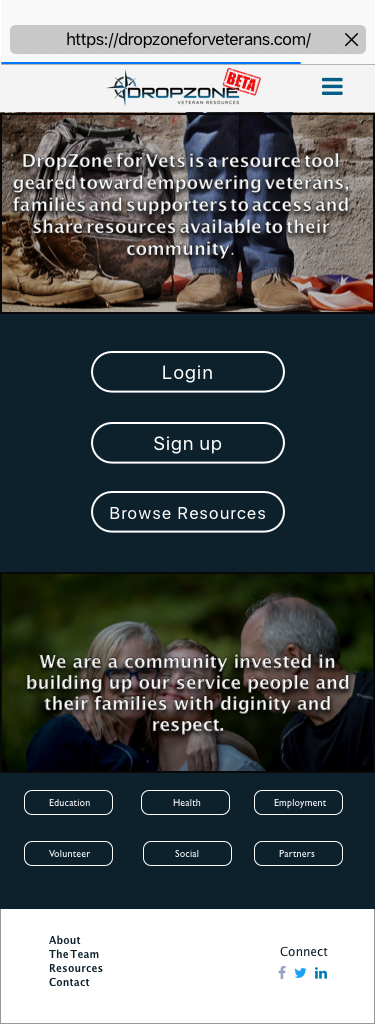 https://dropzoneforveterans.com/
DROPZONE
BETA
VETERAN RESOURCES
DropZone for Vets is a resource tool
geared toward empowering veterans,
families and supporters to access and
share resources available to their
community.
Login
Sign up
Browse Resources
We are a community invested in
building up our service people and
their families with diginity and
respect.
Education Health Employment
Volunteer Social Partners
About
The Team
Resources
Contact
Connect